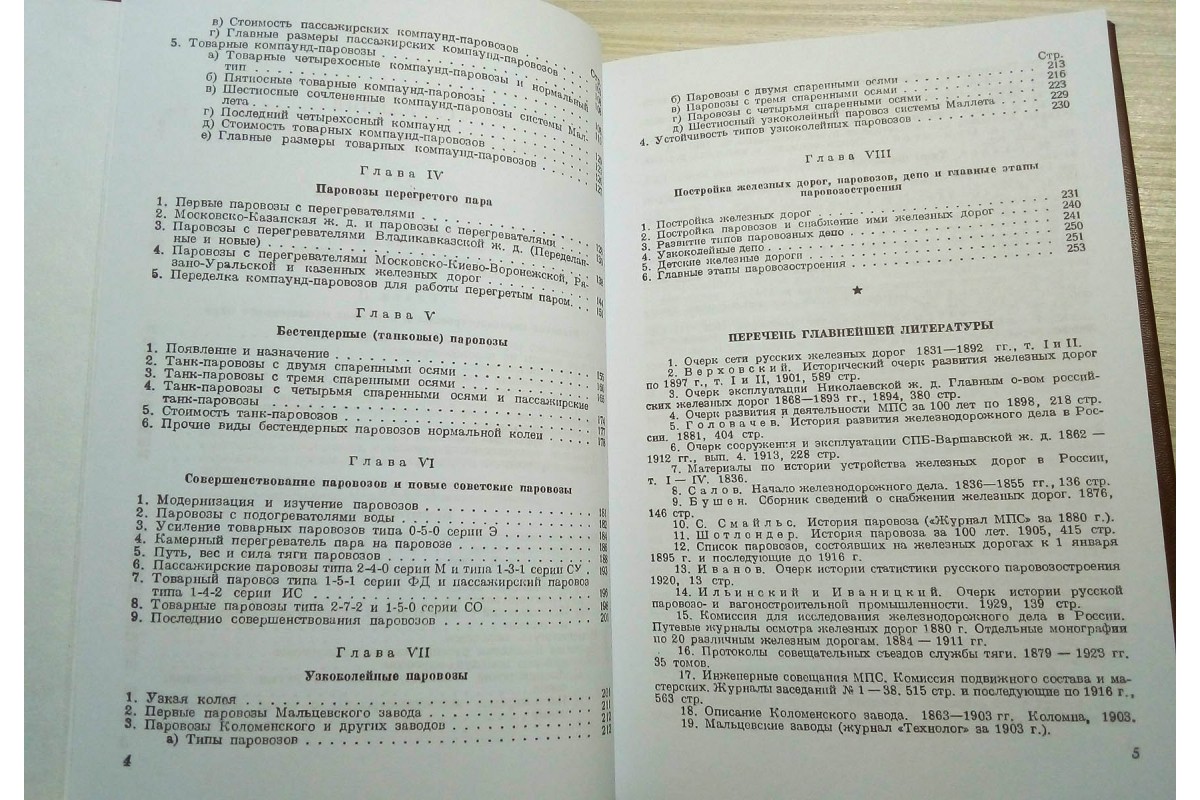 в) Стоимость пассажирских компаунд-паровозов
г) Главные размеры пассажирских компаунд-паровозов
5. Товарные компаунд-паровозы
а) Товарные четырехосные компаунд-паровозы и нормальный
тип
б) Пятиосные товарные компаунд-паровозы
в) Шестиосные сочлененные компаунд-паровозы системы Мал-
лета
г) Последний четырехосный компаунд
д) Стоимость товарных компаунд-паровозов
е) Главные размеры товарных компаунд-паровозов
Глава IV
Паровозы перегретого пара
1. Первые паровозы с перегревателями
2. Московско-Казанская ж. д. и паровозы с перегревателями
3. Паровозы с перегревателями Владикавказской ж. д. (Переделан-
ные и новые)
4. Паровозы с перегревателями Московско-Киево-Воронежской, Ря-
зано-Уральской и казенных железных дорог
5. Переделка компаунд-паровозов для работы перегретым паром
Глава V
Бестендерные (танковые) паровозы
1. Появление и назначение
2. Танк-паровозы с двумя спаренными осями
3. Танк-паровозы с тремя спаренными осями
4. Танк-паровозы с четырьмя спаренными осями и пассажирские
танк-паровозы 174
5. Стоимость танк-паровозов 177
6. Прочие виды бестендерных паровозов нормальной колеи 178
Глава VI
Совершенствование паровозов и новые советские паровозы
1. Модернизация и изучение паровозов 181
2. Паровозы с подогревателями воды 182
3. Усиление товарных паровозов типа 0-5-0 серии Э 184
4. Камерный перегреватель пара на паровозе 186
5. Путь, вес и сила тяги паровозов 188
6. Пассажирские паровозы типа 2-4-0 серии М и типа 1-3-1 серии СУ 193
7. Товарный паровоз типа 1-5-1 серии ФД и пассажирский паровоз
типа 1-4-2 серии ИС 196
8. Товарные паровозы типа 2-7-2 и 1-5-0 серии СО 198
9. Последние совершенствования паровозов 201
Глава VII
Узкоколейные паровозы
1. Узкая колея
2. Первые паровозы Мальцевского завода 211
3. Паровозы Коломенского и других заводов 212
а) Типы паровозов 212
4
Стр.
б) Паровозы с двумя спаренными осями 213
в) Паровозы с тремя спаренными осями 216
г) Паровозы с четырьмя спаренными осями 223
д) Шестиосный узкоколейный паровоз системы Маллета 229
4. Устойчивость типов узкоколейных паровозов 230
Глава VIII
Постройка железных дорог, паровозов, депо и главные этапы
паровозостроения
1. Постройка железных дорог 231
2. Постройка паровозов и снабжение ими железных дорог 240
3. Развитие типов паровозных депо 241
4. Узкоколейные депо 250
5. Детские железные дороги 251
6. Главные этапы паровозостроения 253
ПЕРЕЧЕНЬ ГЛАВНЕЙШЕЙ ЛИТЕРАТУРЫ
1. Очерк сети русских железных дорог 1831—1892 гг., т. I и II.
2. Верховский. Исторический очерк развития железных дорог
по 1897 г., т. I и II, 1901, 589 стр.
3. Очерк эксплуатации Николаевской ж. д. Главным о-вом россий-
ских железных дорог 1868—1893 гг., 1894, 380 стр.
4. Очерк развития и деятельности МПС за 100 лет по 1898, 218 стр.
5. Головачев. История развития железнодорожного дела в Рос-
сии. 1881, 404 стр.
6. Очерк сооружения и эксплуатации СПБ-Варшавской ж. д. 1862 —
1912 гг., вып. 4. 1913, 228 стр.
7. Материалы по истории устройства железных дорог в России,
т. I — IV. 1836.
8. Салов. Начало железнодорожного дела. 1836—1855 гг., 136 стр.
9. Бушен. Сборник сведений о снабжении железных дорог. 1876,
146 стр.
10. С. Смайльс. История паровоза («Журнал МПС» за 1880 г.).
11. Шотлондер. История паровоза за 100 лет. 1905, 415 стр.
12. Список паровозов, состоявших на железных дорогах к 1 января
1895 г. и последующие до 1916 г.
13. Иванов. Очерк истории статистики русского паровозостроения
1920, 13 стр.
14. Ильинский и Иваницкий. Очерк истории русской
паровозо- и вагоностроительной промышленности. 1929, 139 стр.
15. Комиссия для исследования железнодорожного дела в России.
Путевые журналы осмотра железных дорог 1880 г. Отдельные монографии
по 20 различным железным дорогам. 1884 — 1911 гг.
16. Протоколы совещательных съездов службы тяги. 1879 — 1923 гг.
35 томов.
17. Инженерные совещания МПС. Комиссия подвижного состава и ма-
стерских. Журналы заседаний № 1—38. 515 стр. и последующие по 1916 г.,
563 стр.
18. Описание Коломенского завода. 1863—1903 гг. Коломна, 1903.
19. Мальцевские заводы (журнал «Технолог» за 1903 г.).
5